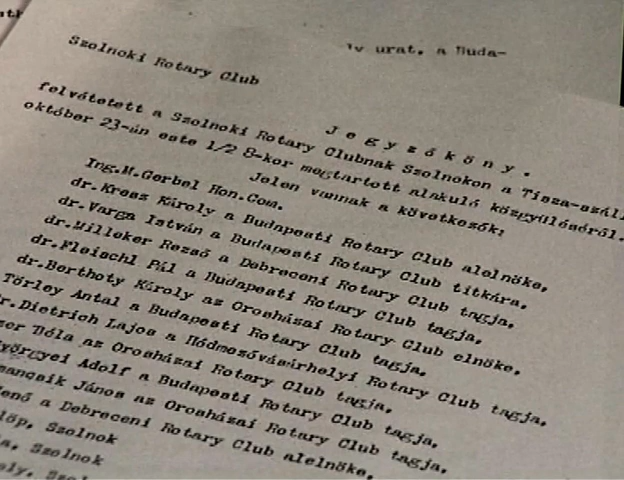 urat, a Buda-
Szolnoki Rotary Club
J e g y z ő k ö n y .
felvétetett a Szolnoki Rotary Clubnak Szolnokon a
október 23-án este 1/2 8-kor megtartott alakuló közgyüléséről.
Jelen vannak a következők:
Ing.M.Gerbel Hon.Com.
dr.Kresz Károly a Budapesti Rotary Club alelnöke,
dr.Varga István a Budapesti Rotary Club titkára,
dr.Milleker Rezső a Debreceni Rotary Club tagja,
dr.Fleischl Pál a Budapesti Rotary Club tagja,
dr.Berthoty Károly az Orosházai Rotary Club elnöke,
Törley Antal a Budapesti Rotary Club tagja,
Dietrich Lajos a Hódmezővásárhelyi Rotary Club tagja,
Béla az Orosházai Rotary Club tagja,
Adolf a Budapesti Rotary Club tagja,
János az Orosházai Rotary Club tagja,
a Debreceni Rotary Club alelnöke,
Szolnok
Szolnok